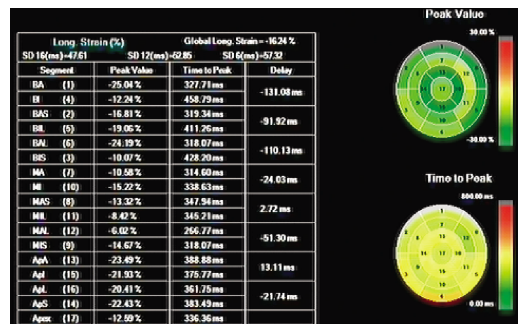 Peak Value
30.00 %
-30.00 %
Long. Strain (%) Global Long. Strain = -16.24 %
SD 16(ms)=47.61 SD 12(ms)=52.85 SD 6(ms)=57.32
Segment Peak Value Time to Peak Delay
BA (1) -25.04 % 327.71 ms
-131.08 ms
BI (4) -12.24 % 458.79 ms
BAS (2) -16.81 % 319.34 ms
-91.92 ms
BIL (5) -19.06 % 411.26 ms
BAL (6) -24.19 % 318.07 ms
-110.13 ms
BIS (3) -10.07 % 428.20 ms
MA (7) -10.58 % 314.60 ms
-24.03 ms
MI (10) -15.22 % 338.63 ms
MAS (8) -13.32 % 347.94 ms
2.72 ms
MIL (11) -8.42 % 345.21 ms
MAL (12) -6.02 % 266.77 ms
-51.30 ms
MIS (9) -14.67 % 318.07 ms
ApA (13) -23.49 % 388.88 ms
13.11 ms
ApI (15) -21.93 % 375.77 ms
ApL (16) -20.41 % 361.75 ms
-21.74 ms
ApS (14) -22.43 % 383.49 ms
Apex (17) -12.59 % 336.36 ms
Time to Peak
800.00 ms
0.00 ms